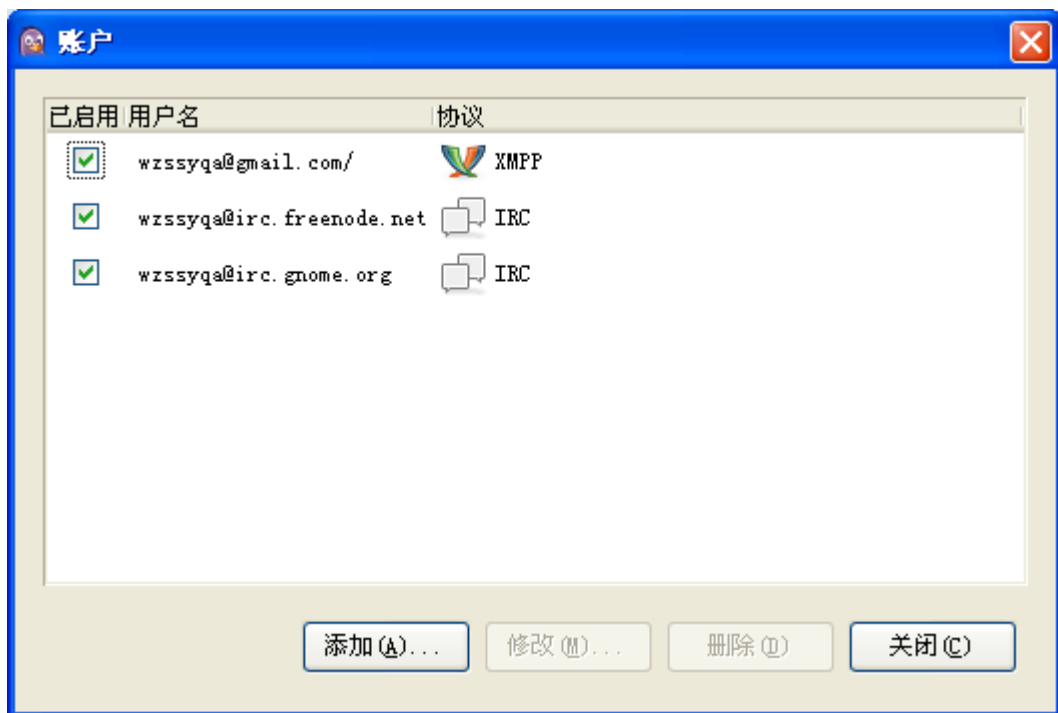 账户
已启用 用户名 协议
wzssyqa@gmail.com/ XMPP
wzssyqa@irc.freenode.net IRC
wzssyqa@irc.gnome.org IRC
添加(A)... 修改(M)... 删除(D) 关闭(C)